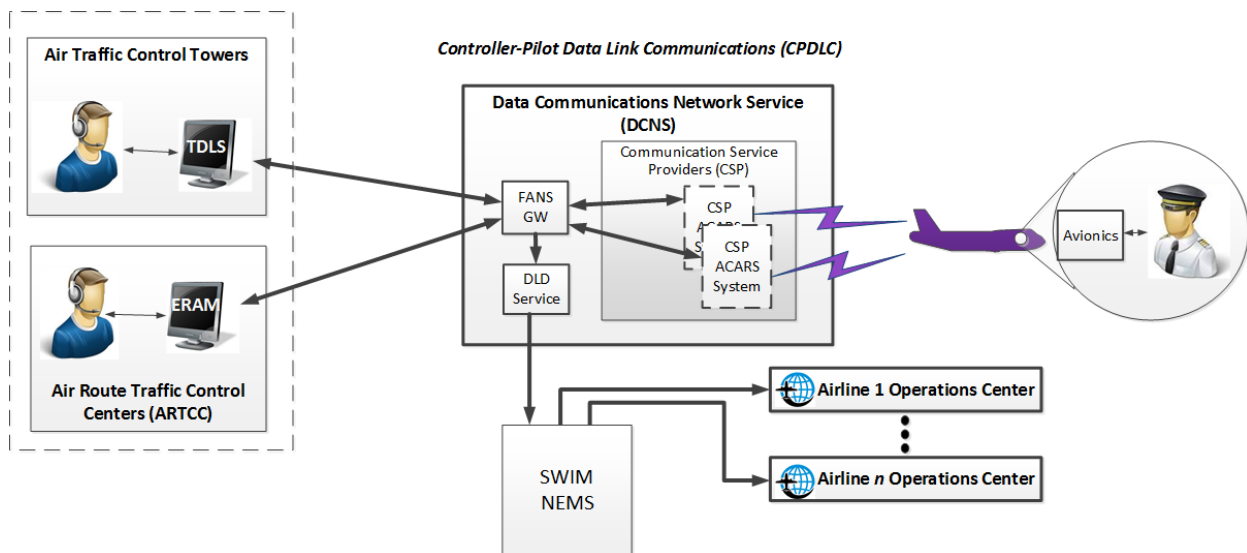 Air Traffic Control Towers
TDLS
ERAM
Air Route Traffic Control
Centers (ARTCC)
Controller-Pilot Data Link Communications (CPDLC)
Data Communications Network Service
(DCNS)
Communication Service
Providers (CSP)
FANS
GW
CSP
ACARS
S
CSP
ACARS
System
DLD
Service
Avionics
SWIM
NEMS
Airline 1 Operations Center
Airline n Operations Center